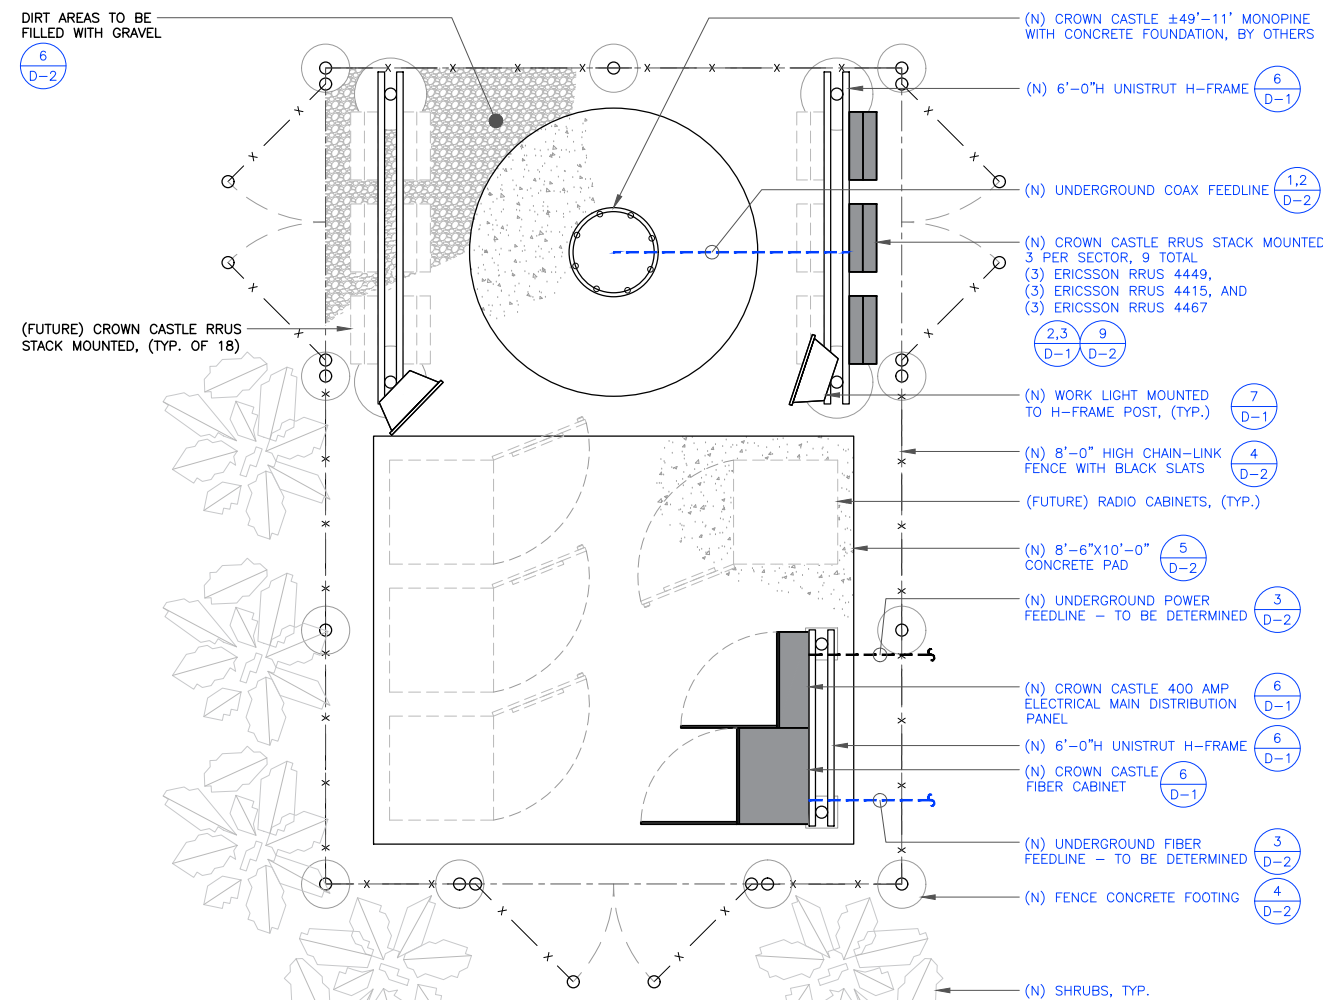 DIRT AREAS TO BE
FILLED WITH GRAVEL
6
D-2
(FUTURE) CROWN CASTLE RRUS
STACK MOUNTED, (TYP. OF 18)
(N) CROWN CASTLE ±49'-11' MONOPINE
WITH CONCRETE FOUNDATION, BY OTHERS
(N) 6'-0"H UNISTRUT H-FRAME
6
D-1
(N) UNDERGROUND COAX FEEDLINE
1,2
D-2
(N) CROWN CASTLE RRUS STACK MOUNTED
3 PER SECTOR, 9 TOTAL
(3) ERICSSON RRUS 4449,
(3) ERICSSON RRUS 4415, AND
(3) ERICSSON RRUS 4467
2,3
D-1
9
D-2
(N) WORK LIGHT MOUNTED
TO H-FRAME POST, (TYP.)
7
D-1
(N) 8'-0" HIGH CHAIN-LINK
FENCE WITH BLACK SLATS
4
D-2
(FUTURE) RADIO CABINETS, (TYP.)
(N) 8'-6"X10'-0"
CONCRETE PAD
5
D-2
(N) UNDERGROUND POWER
FEEDLINE - TO BE DETERMINED
3
D-2
(N) CROWN CASTLE 400 AMP
ELECTRICAL MAIN DISTRIBUTION
PANEL
6
D-1
(N) 6'-0"H UNISTRUT H-FRAME
6
D-1
(N) CROWN CASTLE
FIBER CABINET
6
D-1
(N) UNDERGROUND FIBER
FEEDLINE - TO BE DETERMINED
3
D-2
(N) FENCE CONCRETE FOOTING
4
D-2
(N) SHRUBS, TYP.